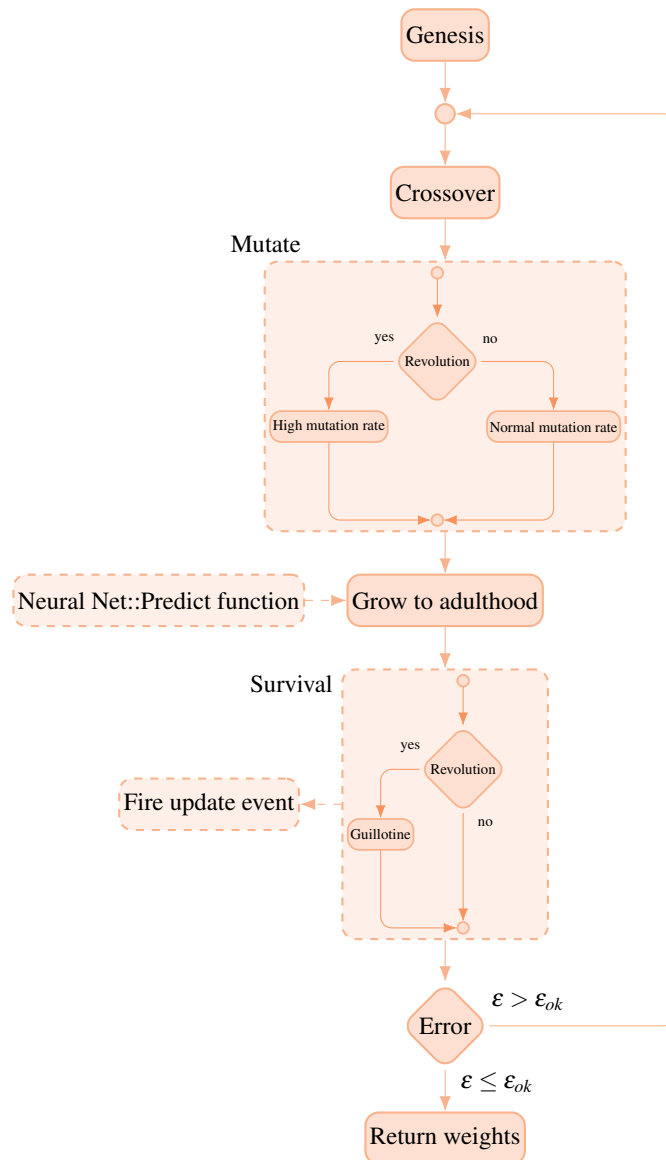 Genesis
Crossover
Mutate
yes
no
Revolution
High mutation rate
Normal mutation rate
Neural Net::Predict function
Grow to adulthood
Survival
yes
Revolution
Fire update event
Guillotine
no
ε > ε_ok
Error
ε ≤ ε_ok
Return weights